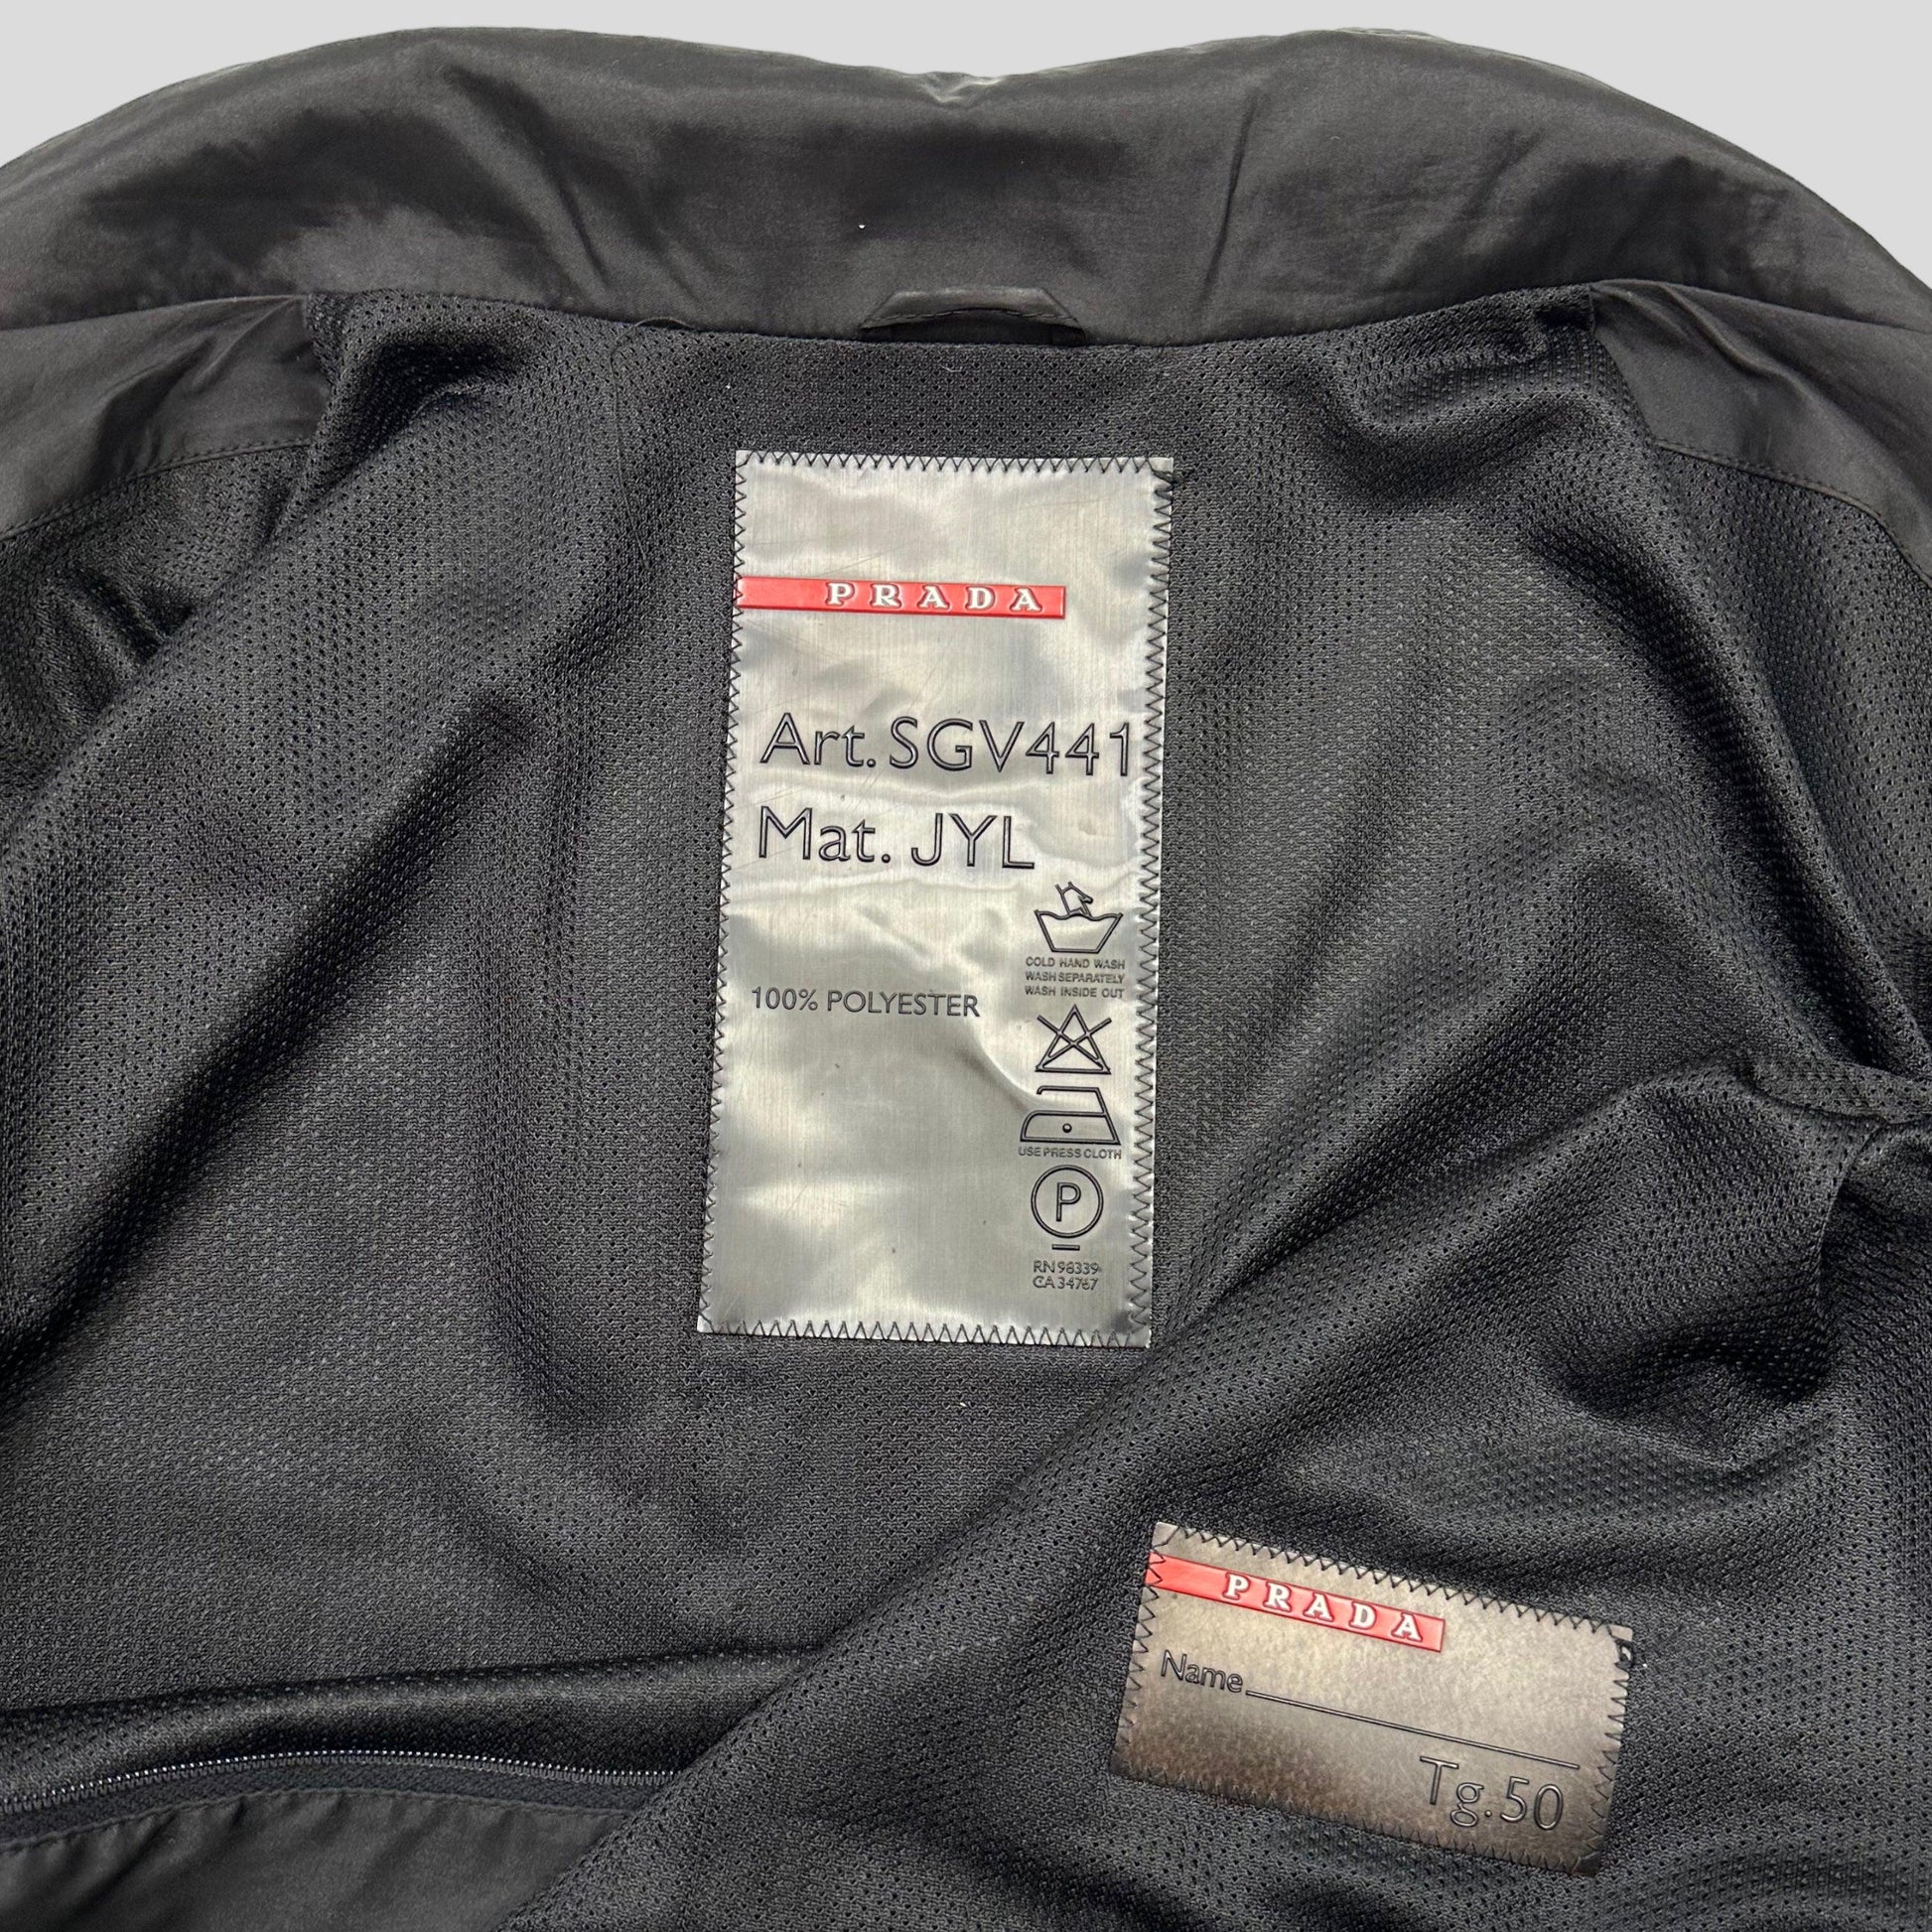 PRADA
Art. SGV441
Mat. JYL
COLD HAND WASH
WASH SEPARATELY
WASH INSIDE OUT
100% POLYESTER
USE PRESS CLOTH
P
RN 98339
CA 34767
PRADA
Name
Tg. 50